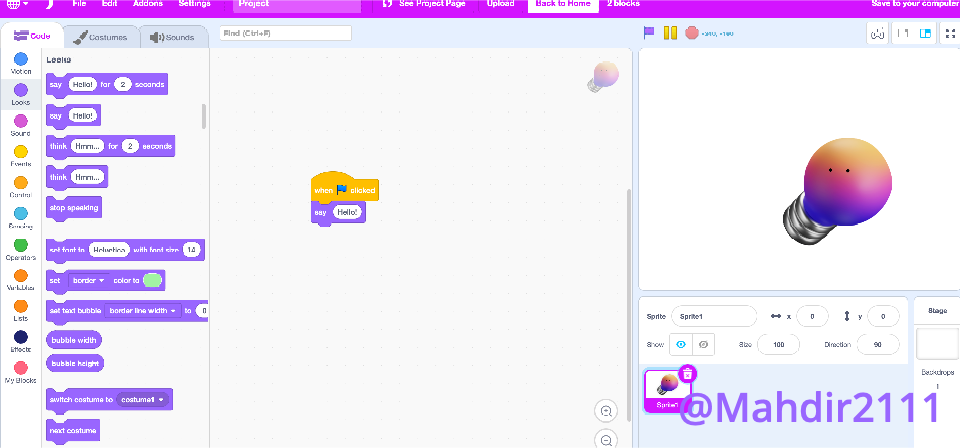 File Edit Addons Settings Project See Project Page Upload Back to Home 2 blocks Save to your computer
Code Costumes Sounds Find (Ctrl+F)
Motion
Looks
Sound
Events
Control
Sensing
Operators
Variables
Lists
Effects
My Blocks
Looks
say Hello! for 2 seconds
say Hello!
think Hmm... for 2 seconds
think Hmm...
stop speaking
set font to Helvetica with font size 14
set border color to
set text bubble border line width to 0
bubble width
bubble height
switch costume to costume1
next costume
when clicked
say Hello!
Sprite Sprite1 x 0 y 0
Show Size 100 Direction 90
Sprite1
Stage
Backdrops
1
@Mahdir2111